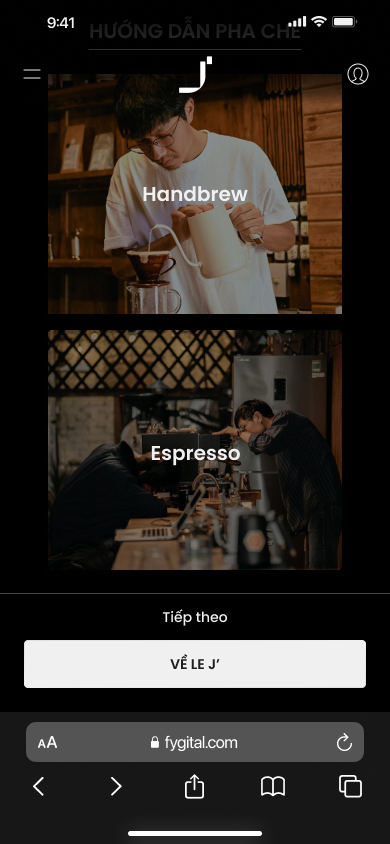 HƯỚNG DẪN PHA CHẾ
9:41
Handbrew
Espresso
Tiếp theo
VỀ LE J’
AA
fygital.com